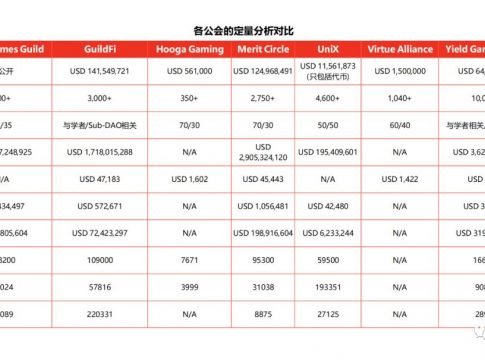 各公会的定量分析对比
mes Guild GuildFi Hooga Gaming Merit Circle UniX Virtue Alliance Yield Gam
公开 USD 141,549,721 USD 561,000 USD 124,968,491 USD 11,561,873 (只包括代币) USD 1,500,000 USD 64,
00+ 3,000+ 350+ 2,750+ 4,600+ 1,040+ 10,0
/35 与学者/Sub-DAO相关 70/30 70/30 50/50 60/40 与学者相关/
7,248,925 USD 1,718,015,288 N/A USD 2,905,324,120 USD 195,409,601 N/A USD 3,62
/A USD 47,183 USD 1,602 USD 45,443 N/A USD 1,422 USD
434,497 USD 572,671 N/A USD 1,056,481 USD 42,480 N/A USD 3
805,604 USD 72,423,297 N/A USD 198,916,604 USD 6,233,244 N/A USD 319
3200 109000 7671 95300 59500 N/A 166
024 57816 3999 31038 193351 N/A 908
089 220331 N/A 8875 27125 N/A 289